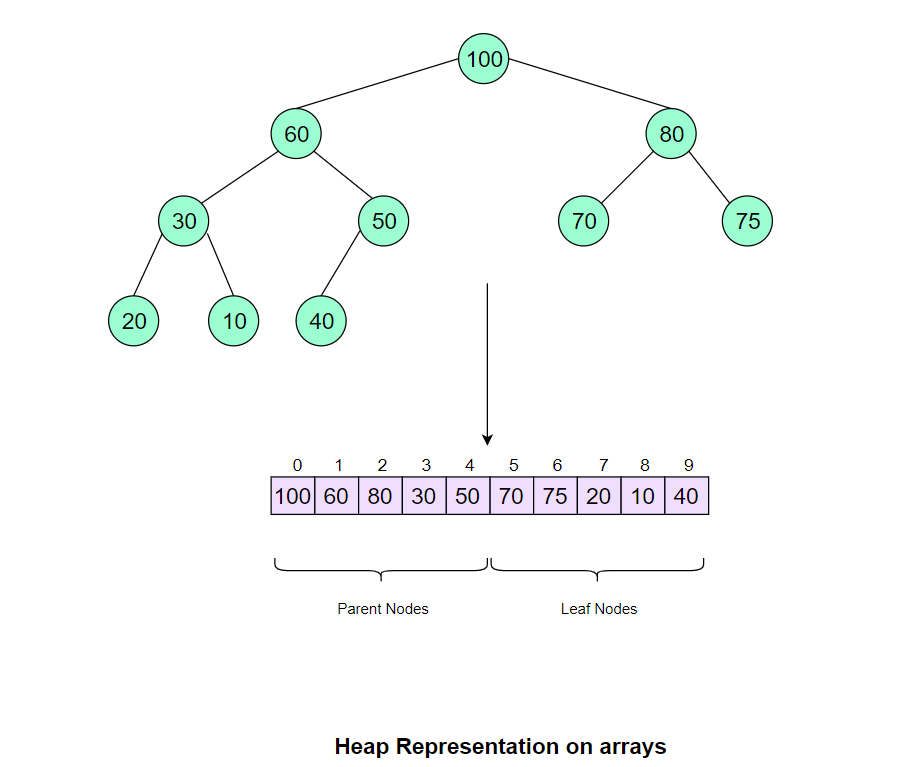 100
60 80
30 50 70 75
20 10 40
0 1 2 3 4 5 6 7 8 9
100 60 80 30 50 70 75 20 10 40
Parent Nodes Leaf Nodes
Heap Representation on arrays